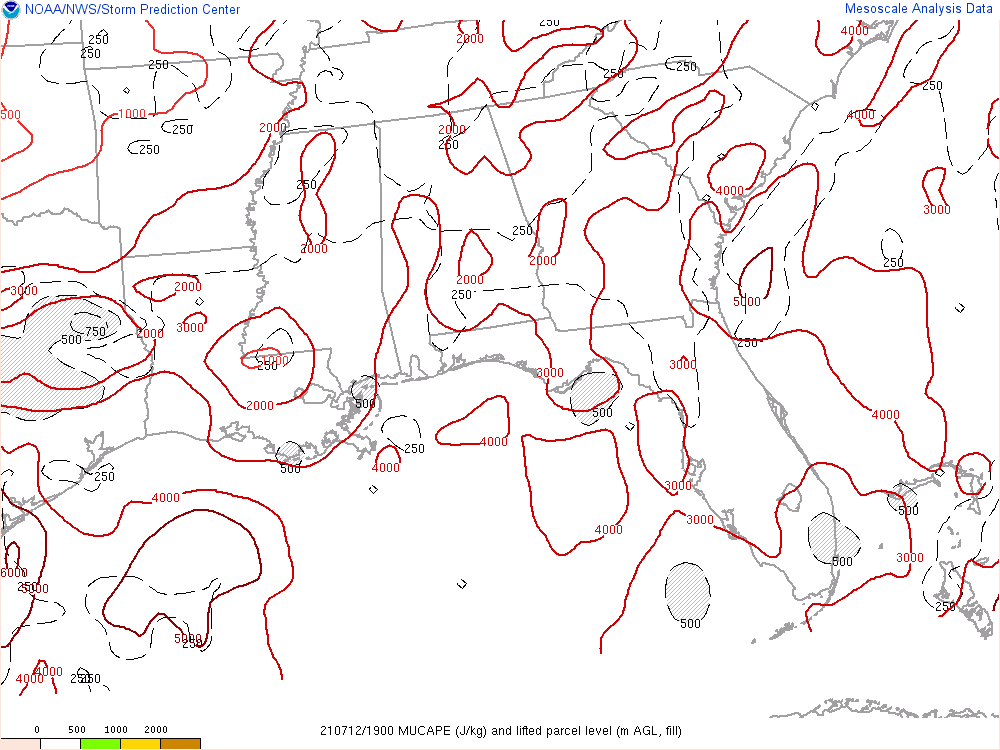 NOAA/NWS/Storm Prediction Center Mesoscale Analysis Data
250 2000 4000
250
250
250 250
250
500 1000 4000
250 2000 2000
250 250
250 4000
3000
250
2000 2000 250
2000 250
3000 2000 2000
250 5000
3000
500 750 2000 250
1000
250 3000 3000
2000 500 500 4000
4000 250
500 4000
250 3000
4000 3000 500
4000
3000
6000 500
250 5000
250
500
5000
250
4000
4000 250 250
0 500 1000 2000
210712/1900 MUCAPE (J/kg) and lifted parcel level (m AGL, fill)